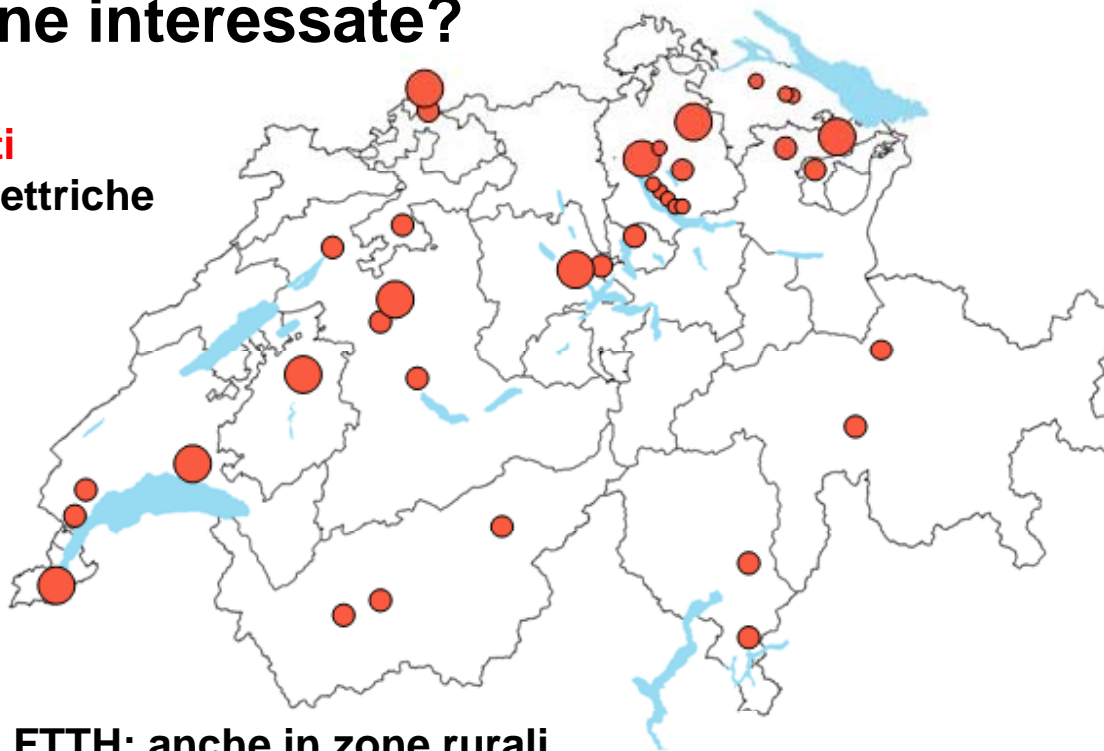 ne interessate?
ti
ettriche
FTTH: anche in zone rurali